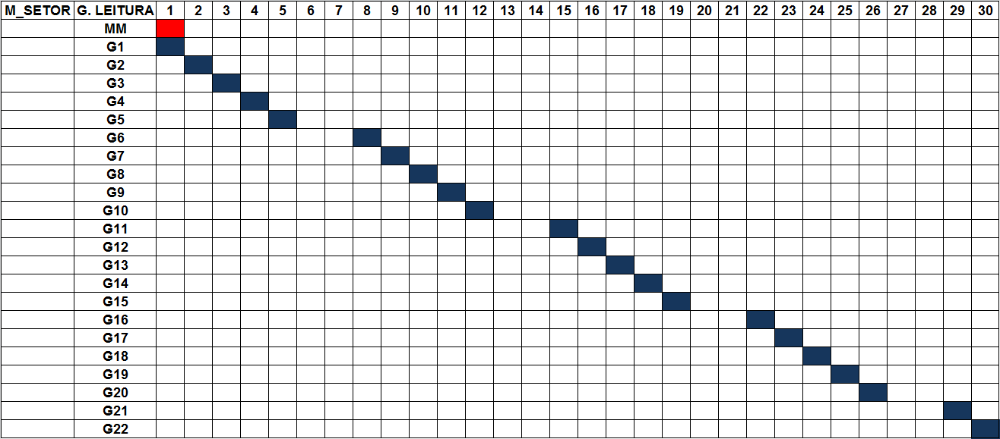 M_SETOR G. LEITURA 1 2 3 4 5 6 7 8 9 10 11 12 13 14 15 16 17 18 19 20 21 22 23 24 25 26 27 28 29 30
MM
G1
G2
G3
G4
G5
G6
G7
G8
G9
G10
G11
G12
G13
G14
G15
G16
G17
G18
G19
G20
G21
G22